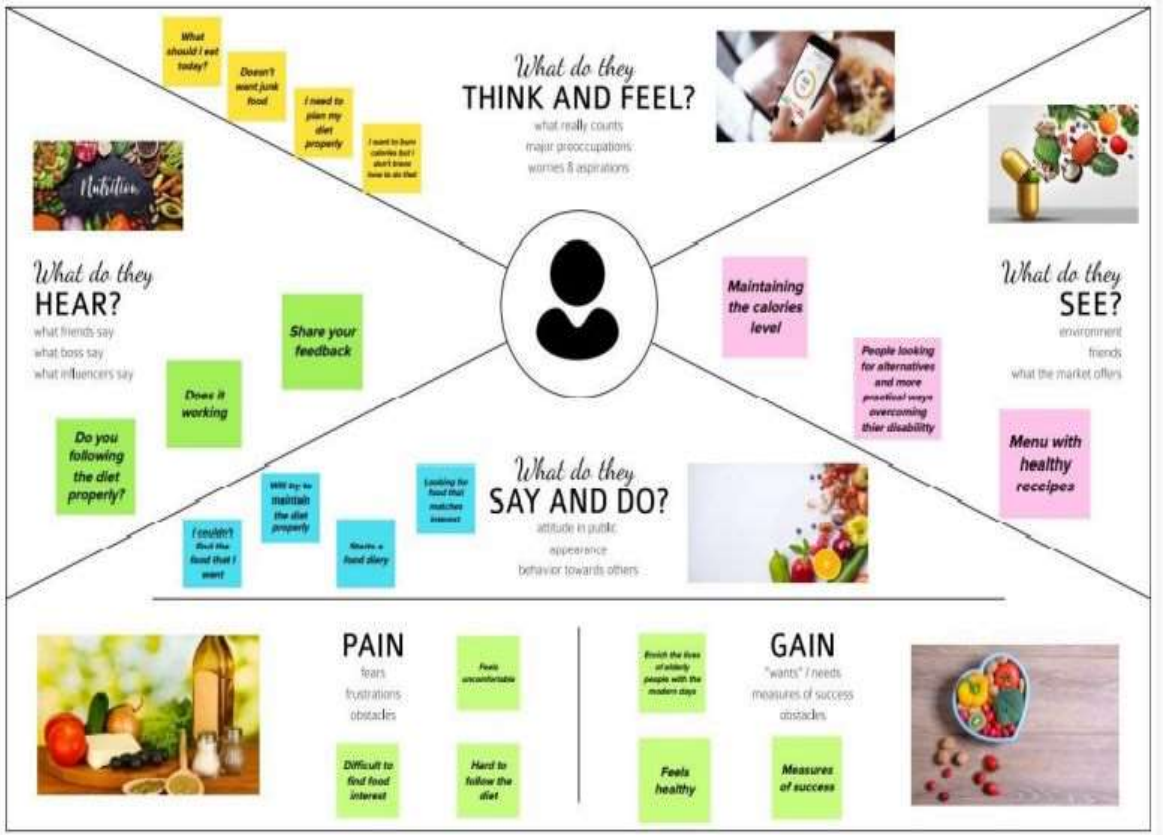 What
should I eat
today?
Doesn't
want junk
food
I need to
plan my
diet
properly
I want to burn
calories but I
don't know
how to do that
What do they
THINK AND FEEL?
what really counts
major prooccupations
worries & aspirations
Nutrition
What do they
HEAR?
what friends say
what boss say
what influencers say
Share your
feedback
Does it
working
Do you
following
the diet
properly?
Maintaining
the calories
level
People looking
for alternatives
and more
practical ways
overcoming
thier disability
Menu with
healthy
receipes
What do they
SEE?
environment
friends
what the market offers
I couldn't
find the
food that I
want
Will try to
maintain
the diet
properly
Starts a
food diary
Looking for
food that
matches
interest
What do they
SAY AND DO?
attitude in public
appearance
behavior towards others
PAIN
fears
frustrations
obstacles
Feels
uncomfortable
Difficult to
find food
interest
Hard to
follow the
diet
Enrich the lives
of elderly
people with the
modern days
GAIN
"wants" / needs
measures of success
obstacles
Feels
healthy
Measures
of success